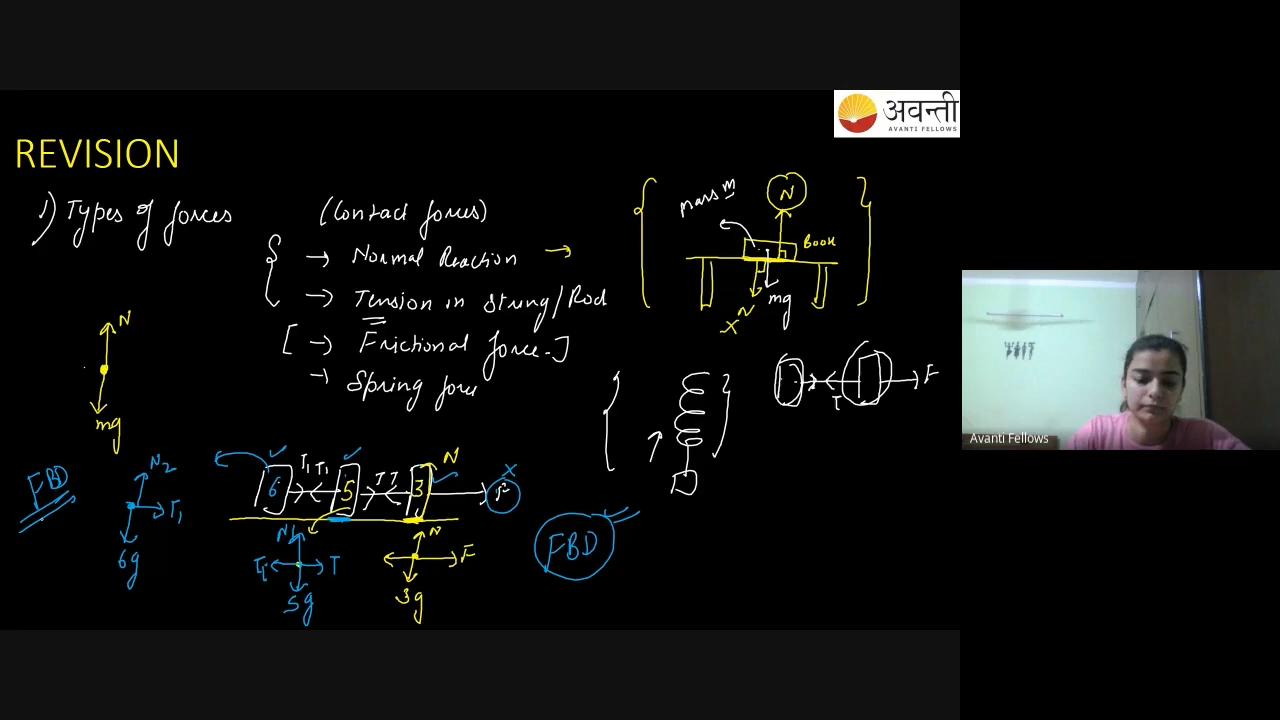 अवन्ती
AVANTI FELLOWS
REVISION
1) Types of forces (Contact forces)
→ Normal Reaction →
→ Tension in string/Rod
[ → Frictional force.]
→ Spring force
mass m
N
BOOK
mg
N
mg
T
F
FBD
N2
T1
6g
6 T1 T1 5 T T 3 N F X
N1
T1 T
5g
N
F
3g
FBD
Avanti Fellows